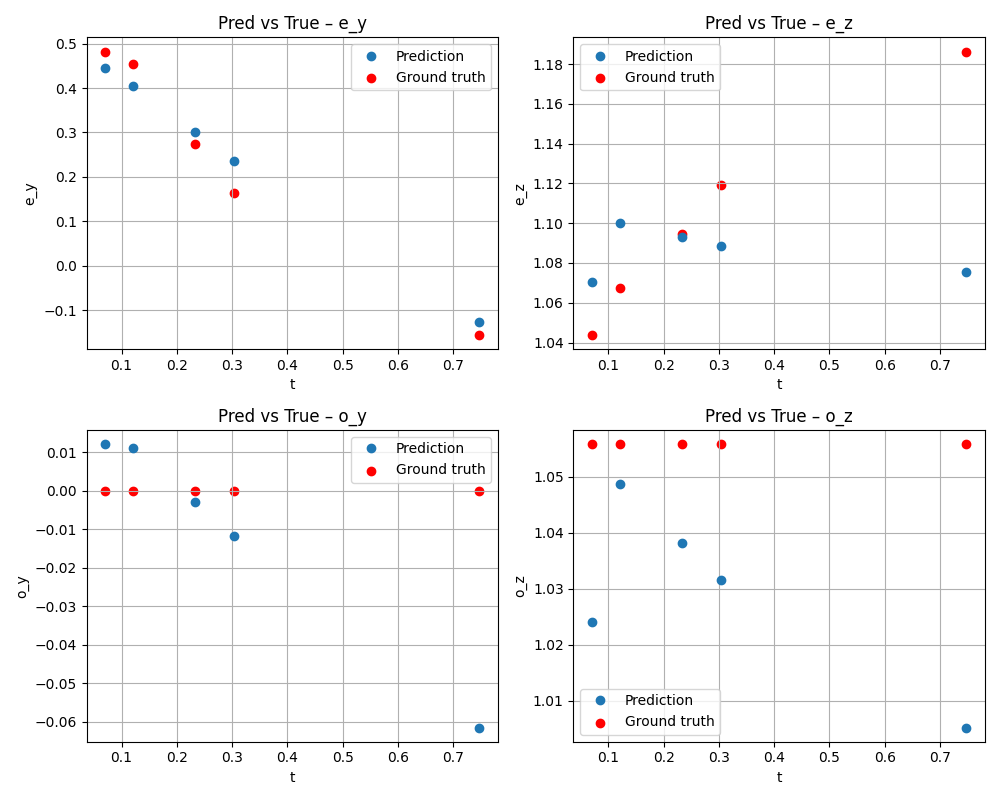 Pred vs True – e_y
0.5
0.4
0.3
0.2
0.1
0.0
−0.1
e_y
Prediction
Ground truth
0.1 0.2 0.3 0.4 0.5 0.6 0.7
t
Pred vs True – e_z
1.18
1.16
1.14
1.12
1.10
1.08
1.06
1.04
e_z
Prediction
Ground truth
0.1 0.2 0.3 0.4 0.5 0.6 0.7
t
Pred vs True – o_y
0.01
0.00
−0.01
−0.02
−0.03
−0.04
−0.05
−0.06
o_y
Prediction
Ground truth
0.1 0.2 0.3 0.4 0.5 0.6 0.7
t
Pred vs True – o_z
1.05
1.04
1.03
1.02
1.01
o_z
Prediction
Ground truth
0.1 0.2 0.3 0.4 0.5 0.6 0.7
t